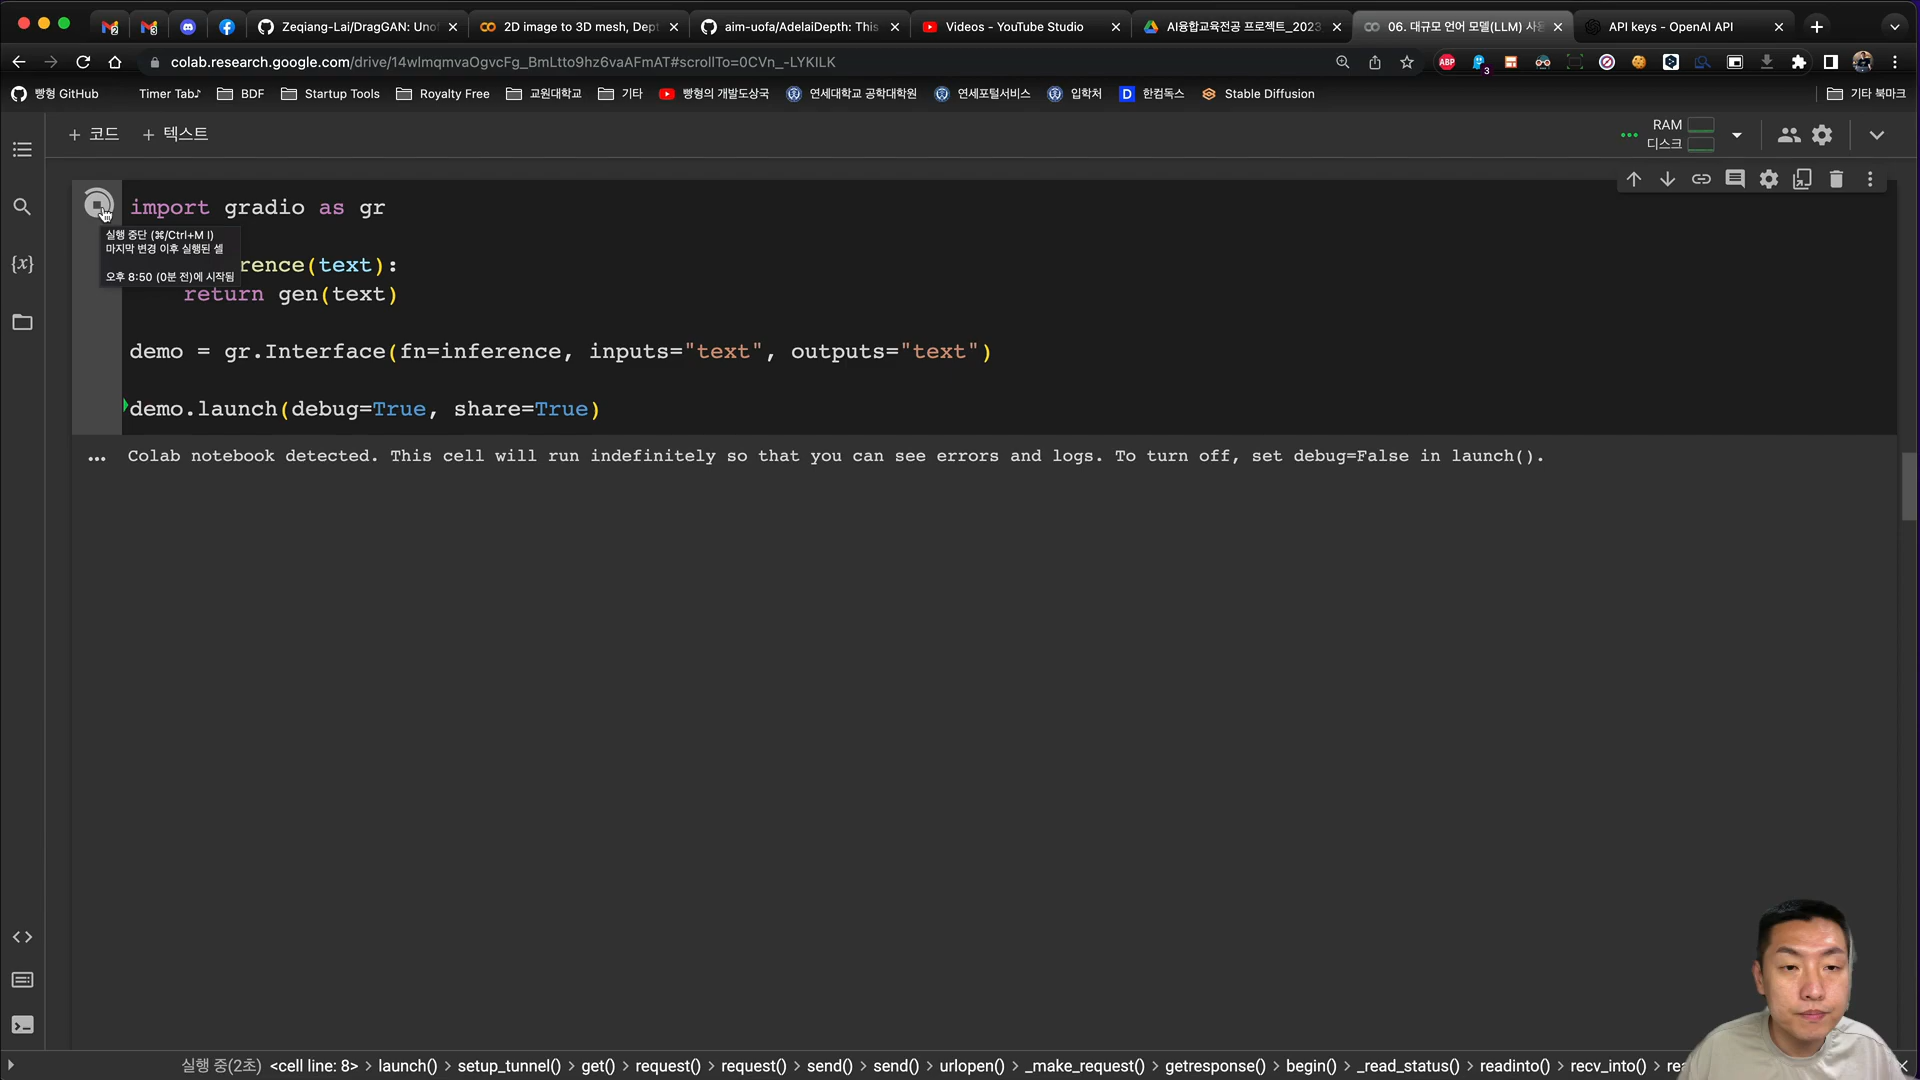 Zeqiang-Lai/DragGAN: Unof
2D image to 3D mesh, Dept
aim-uofa/AdelaiDepth: This
Videos - YouTube Studio
AI융합교육전공 프로젝트_2023
06. 대규모 언어 모델(LLM) 사용
API keys - OpenAI API
colab.research.google.com/drive/14wlmqmvaOgvcFg_BmLtto9hz6vaAFmAT#scrollTo=0CVn_-LYKILK
ABP
3
빵형 GitHub
Timer Tab♪
BDF
Startup Tools
Royalty Free
교원대학교
기타
빵형의 개발도상국
연세대학교 공학대학원
연세포털서비스
입학처
한컴독스
Stable Diffusion
기타 북마크
+ 코드
+ 텍스트
RAM
디스크
import gradio as gr
실행 중단 (⌘/Ctrl+M I)
마지막 변경 이후 실행된 셀
오후 8:50 (0분 전)에 시작됨
rence(text):
return gen(text)
demo = gr.Interface(fn=inference, inputs="text", outputs="text")
demo.launch(debug=True, share=True)
... Colab notebook detected. This cell will run indefinitely so that you can see errors and logs. To turn off, set debug=False in launch().
실행 중(2초) <cell line: 8> > launch() > setup_tunnel() > get() > request() > request() > send() > send() > urlopen() > _make_request() > getresponse() > begin() > _read_status() > readinto() > recv_into() > rea